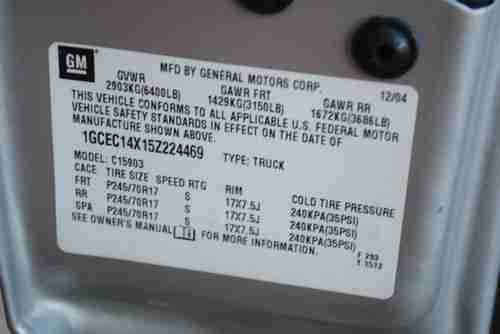 GM
MFD BY GENERAL MOTORS CORP. 12/04
GVWR GAWR FRT GAWR RR
2903KG(6400LB) 1429KG(3150LB) 1672KG(3686LB)
THIS VEHICLE CONFORMS TO ALL APPLICABLE U.S. FEDERAL MOTOR
VEHICLE SAFETY STANDARDS IN EFFECT ON THE DATE OF
MANUFACTURE SHOWN ABOVE.
1GCEC14X15Z224469 TYPE: TRUCK
MODEL: C15903
CACE TIRE SIZE SPEED RTG RIM COLD TIRE PRESSURE
FRT P245/70R17 S 17X7.5J 240KPA(35PSI)
RR P245/70R17 S 17X7.5J 240KPA(35PSI)
SPA P245/70R17 S 17X7.5J 240KPA(35PSI)
SEE OWNER'S MANUAL FOR MORE INFORMATION. F 293
T 1513